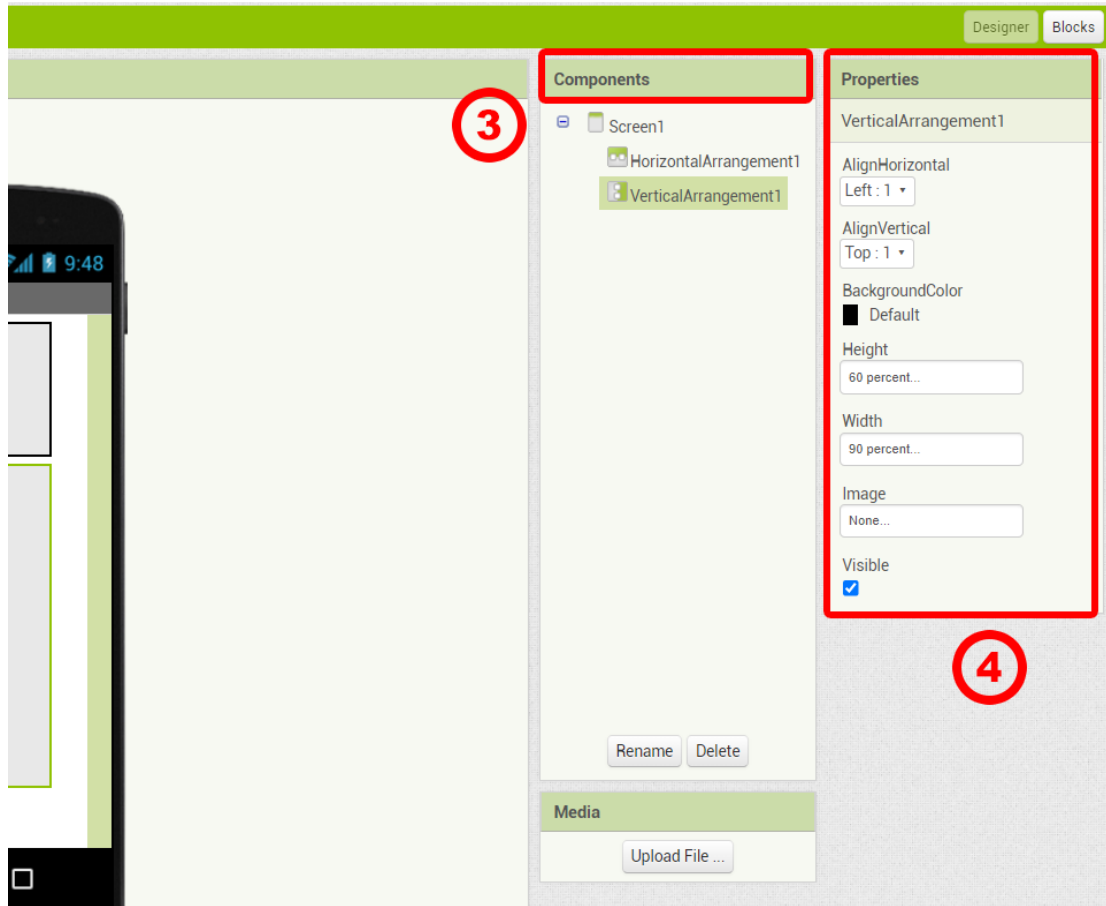 Designer
Blocks
3
Components
Screen1
HorizontalArrangement1
VerticalArrangement1
Rename
Delete
Media
Upload File ...
Properties
VerticalArrangement1
AlignHorizontal
Left : 1
AlignVertical
Top : 1
BackgroundColor
Default
Height
60 percent...
Width
90 percent...
Image
None...
Visible
4
9:48